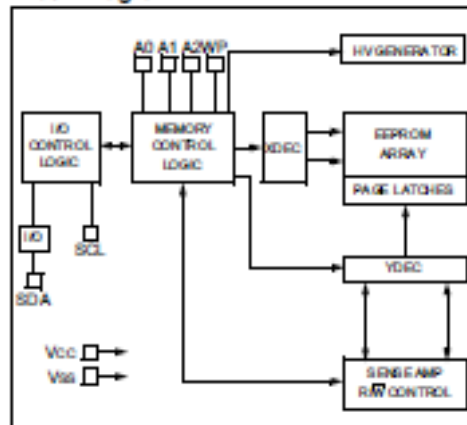 A0 A1 A2 WP
HV GENERATOR
I/O
CONTROL
LOGIC
MEMORY
CONTROL
LOGIC
XDEC
EEPROM
ARRAY
PAGE LATCHES
I/O
SCL
SDA
YDEC
VCC
VSS
SENSE AMP
R/W CONTROL